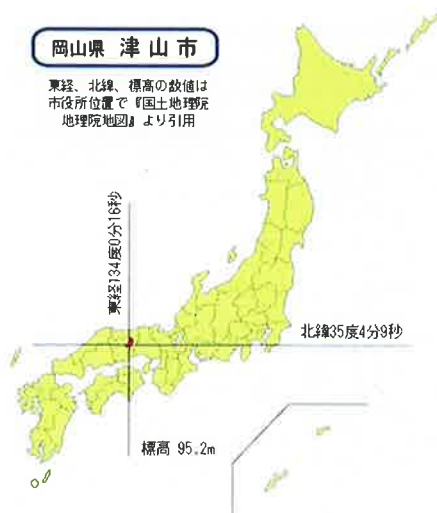 岡山県 津山市
東経、北緯、標高の数値は
市役所位置で『国土地理院
地理院地図』より引用
東経134度0分16秒
北緯35度4分9秒
標高 95.2m